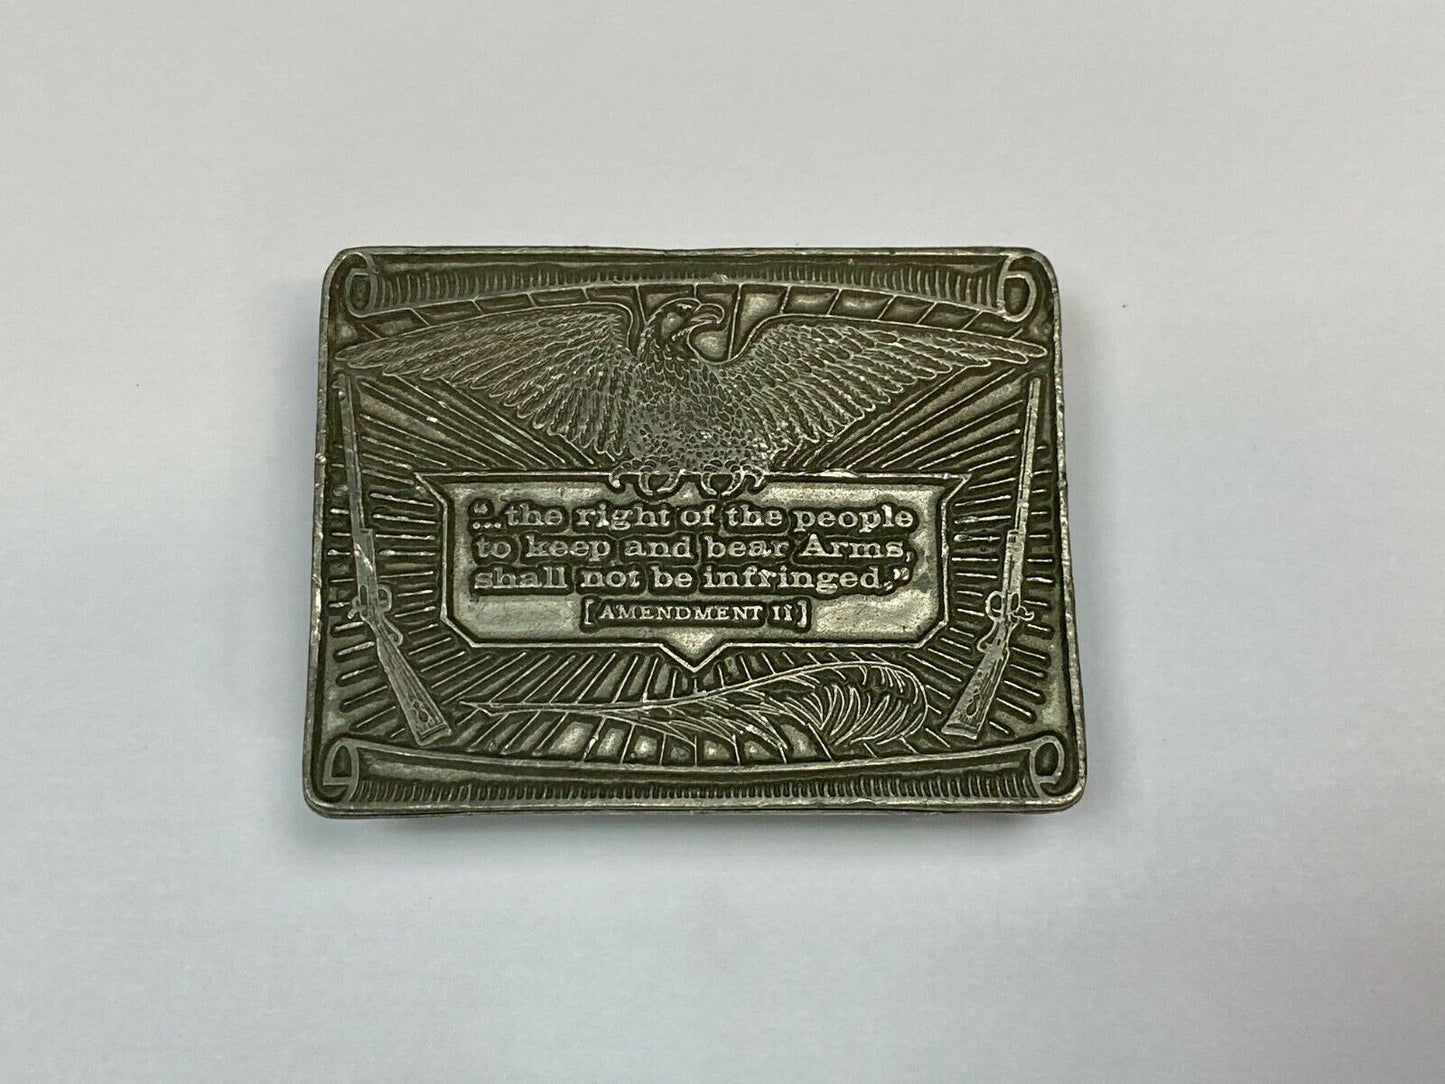 "...the right of the people
to keep and bear Arms,
shall not be infringed."
[AMENDMENT II]